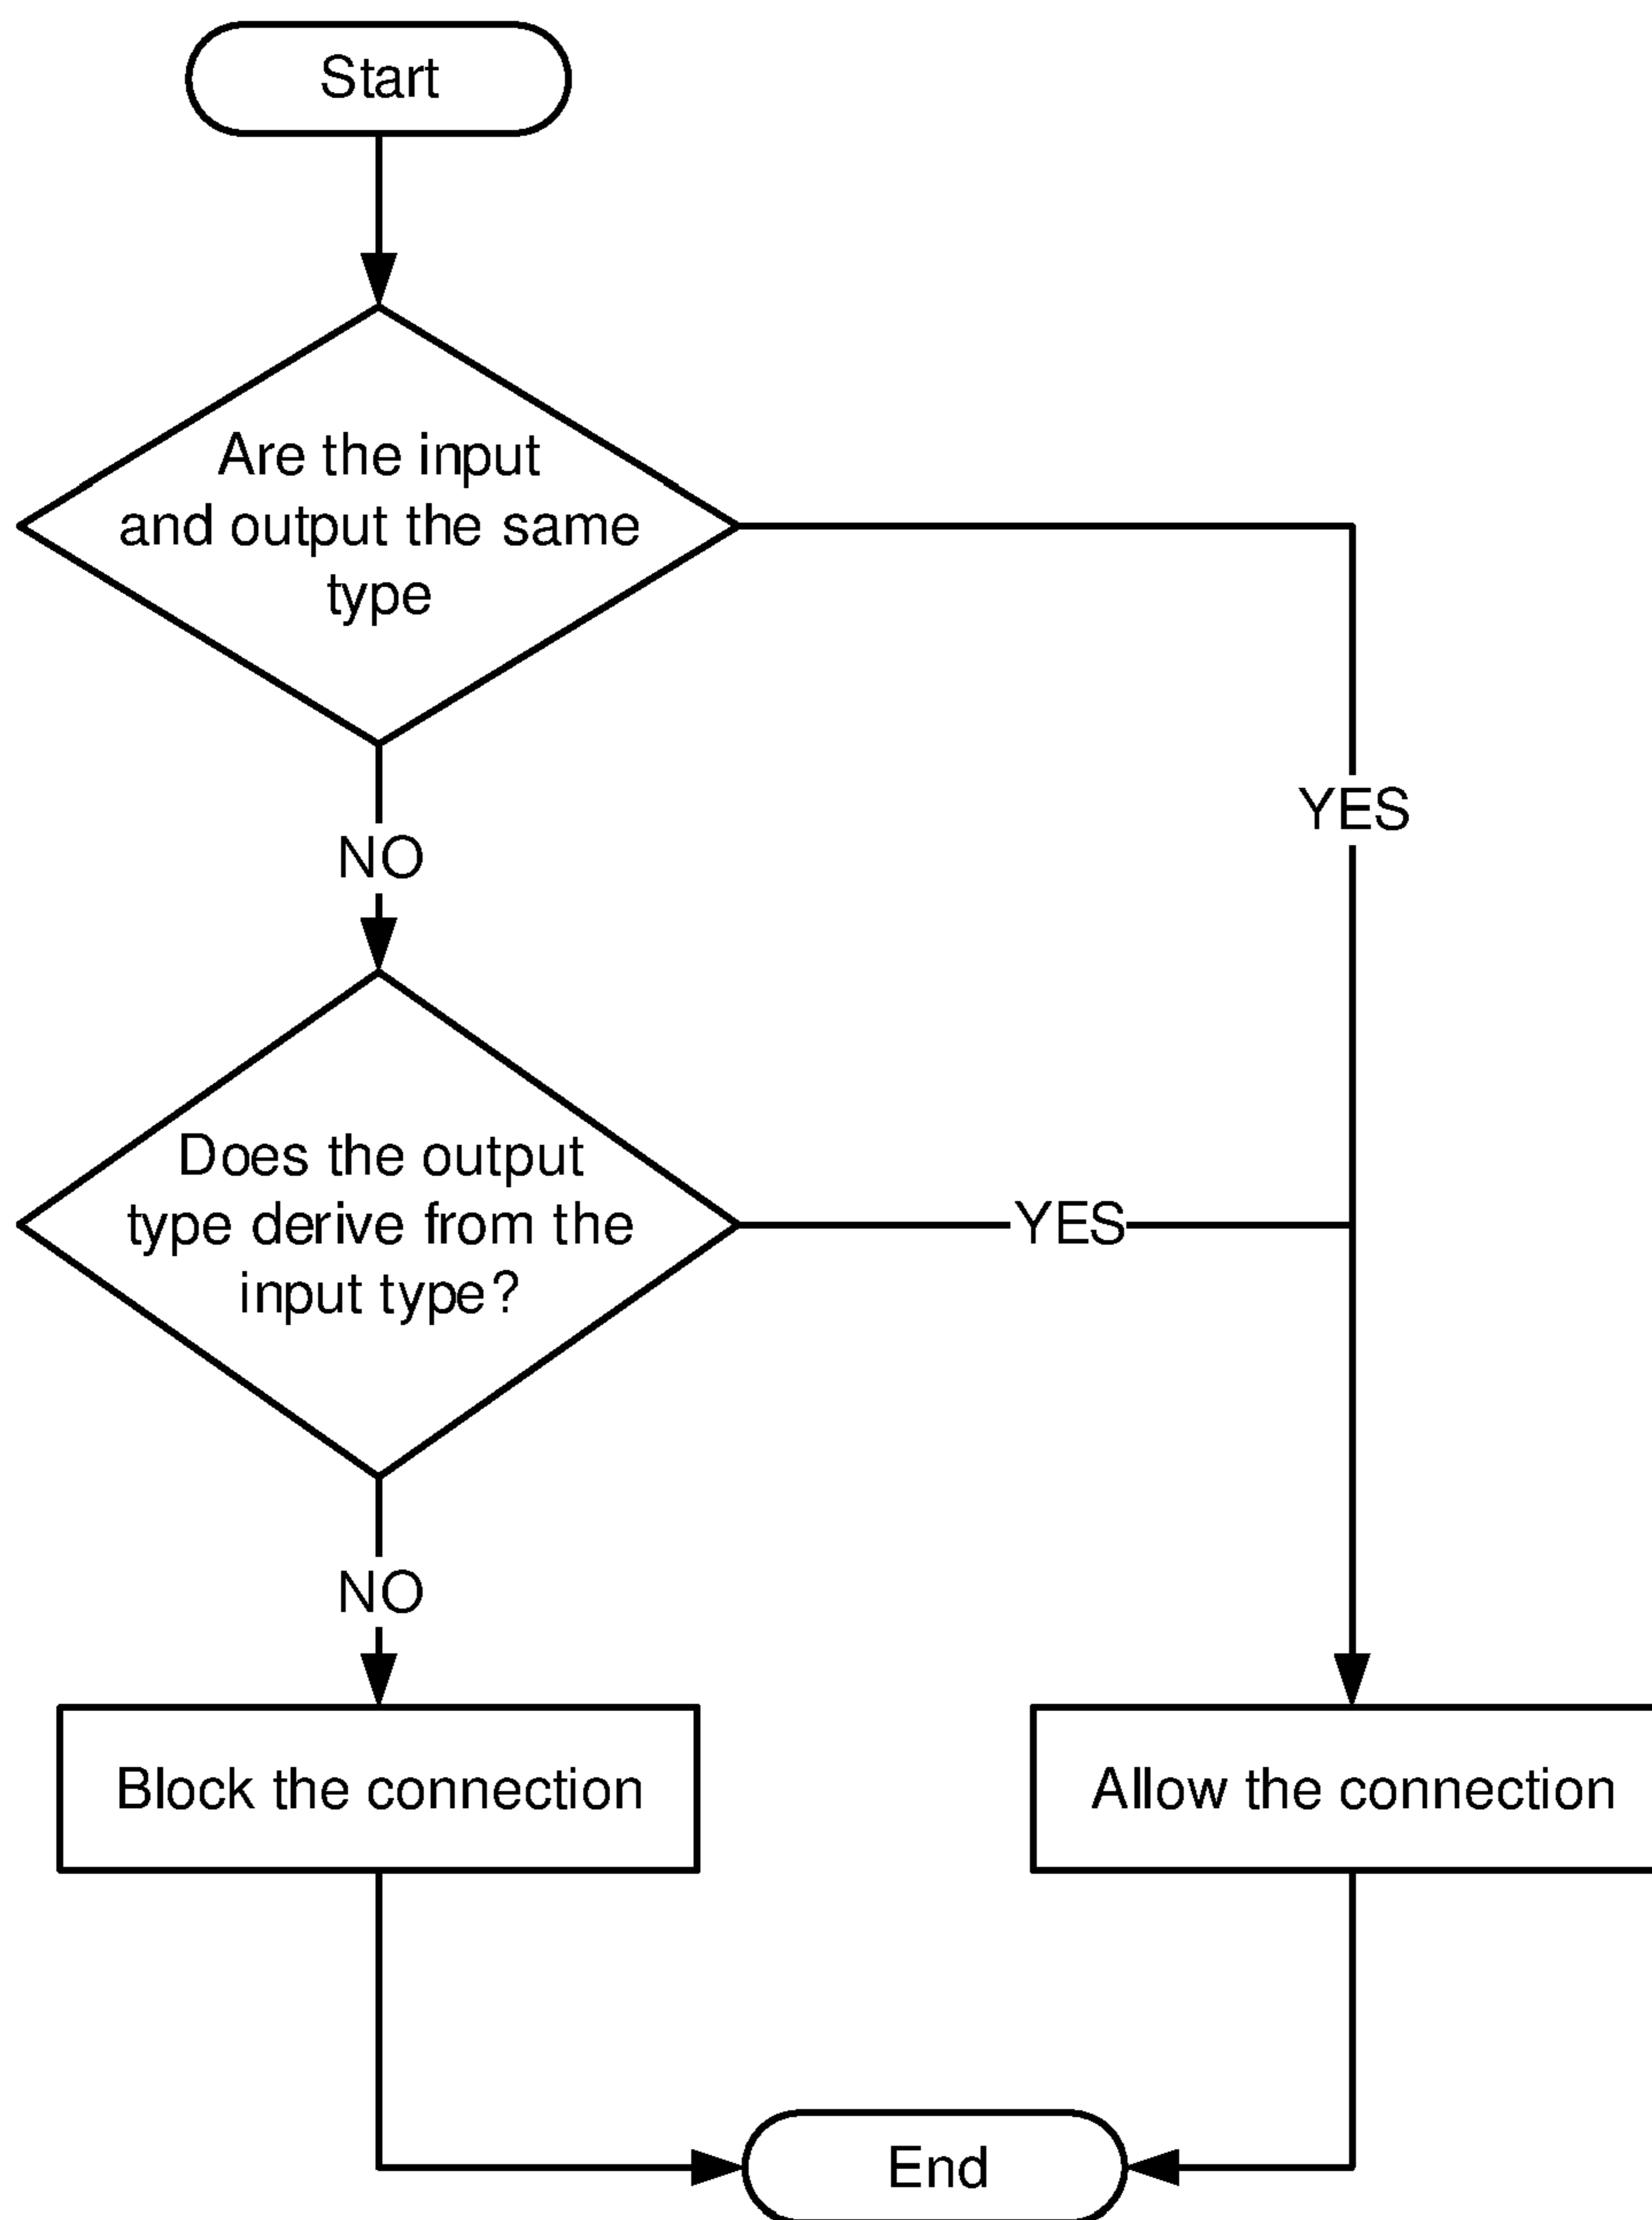 Start
Are the input
and output the same
type
YES
NO
Does the output
type derive from the
input type?
YES
NO
Block the connection
Allow the connection
End